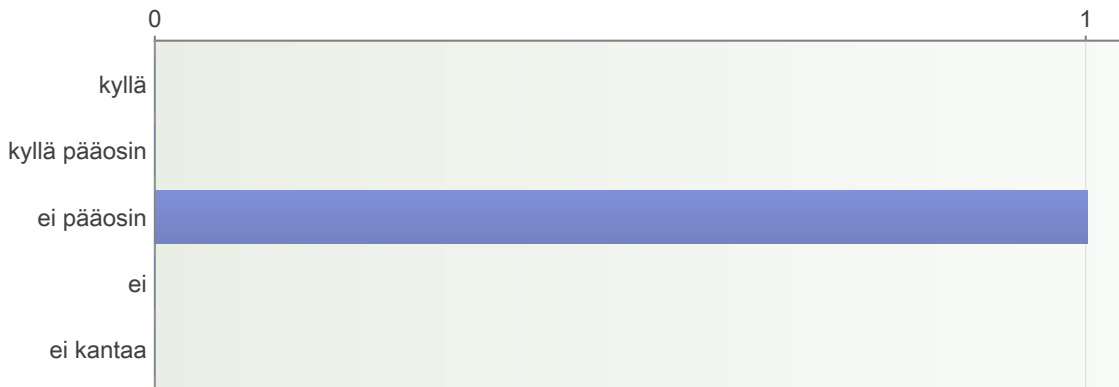 0 1
kyllä
kyllä pääosin
ei pääosin
ei
ei kantaa